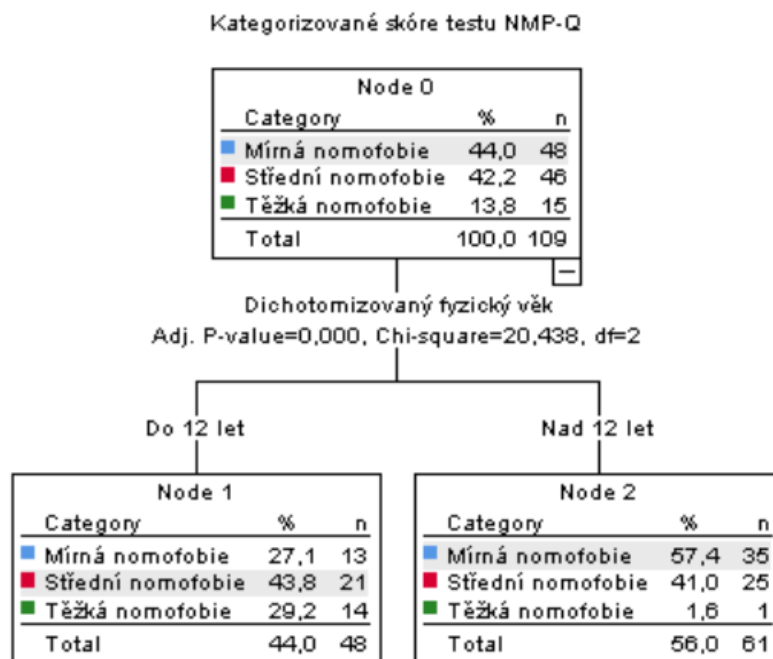 Kategorizované skóre testu NMP-Q
Node 0
Category % n
Mírná nomofobie 44,0 48
Střední nomofobie 42,2 46
Těžká nomofobie 13,8 15
Total 100,0 109
Dichotomizovaný fyzický věk
Adj. P-value=0,000, Chi-square=20,438, df=2
Do 12 let
Nad 12 let
Node 1
Category % n
Mírná nomofobie 27,1 13
Střední nomofobie 43,8 21
Těžká nomofobie 29,2 14
Total 44,0 48
Node 2
Category % n
Mírná nomofobie 57,4 35
Střední nomofobie 41,0 25
Těžká nomofobie 1,6 1
Total 56,0 61